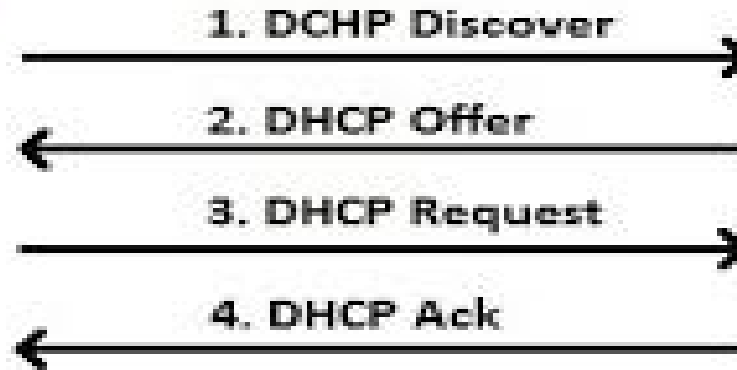 1. DCHP Discover
2. DHCP Offer
3. DHCP Request
4. DHCP Ack